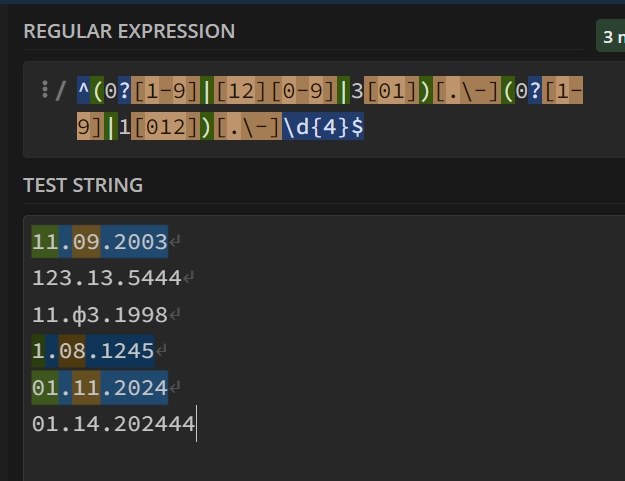 REGULAR EXPRESSION
3
/ ^(0?[1-9]|[12][0-9]|3[01])[.\-](0?[1-
9]|1[012])[.\-]\d{4}$
TEST STRING
11.09.2003
123.13.5444
11.ф3.1998
1.08.1245
01.11.2024
01.14.202444